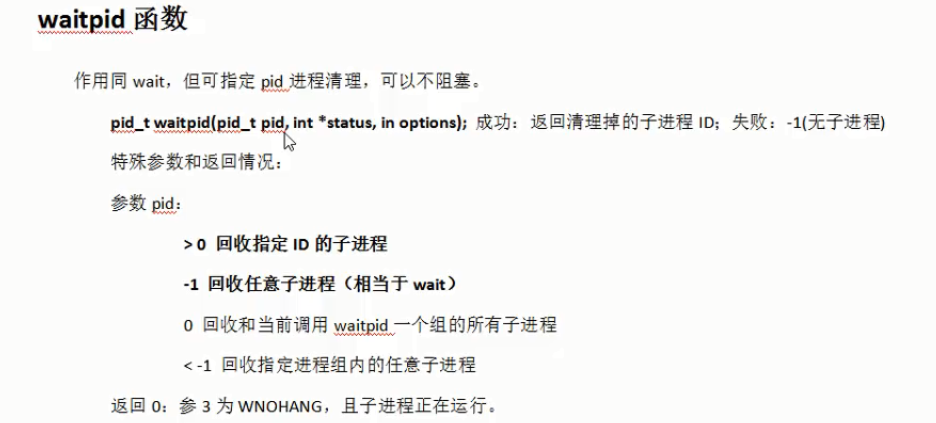 waitpid 函数
作用同 wait，但可指定 pid 进程清理，可以不阻塞。
pid_t waitpid(pid_t pid, int *status, in options); 成功：返回清理掉的子进程 ID；失败：-1(无子进程)
特殊参数和返回情况：
参数 pid：
> 0 回收指定 ID 的子进程
-1 回收任意子进程（相当于 wait）
0 回收和当前调用 waitpid 一个组的所有子进程
< -1 回收指定进程组内的任意子进程
返回 0：参 3 为 WNOHANG，且子进程正在运行。